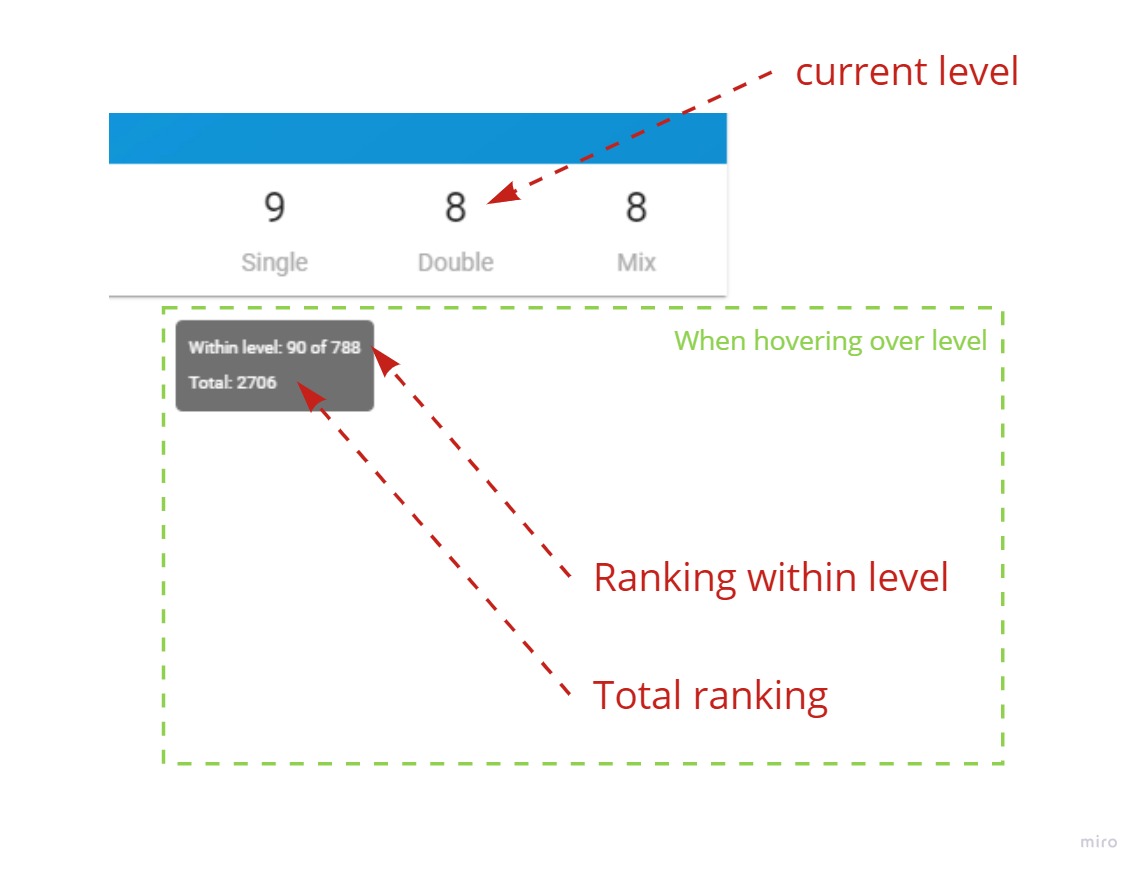 current level
9 8 8
Single Double Mix
When hovering over level
Within level: 90 of 788
Total: 2706
Ranking within level
Total ranking
miro